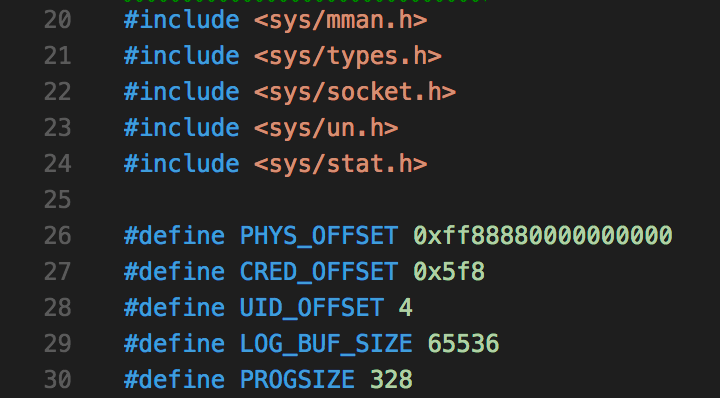 20 #include <sys/mman.h>
21 #include <sys/types.h>
22 #include <sys/socket.h>
23 #include <sys/un.h>
24 #include <sys/stat.h>
25
26 #define PHYS_OFFSET 0xff88880000000000
27 #define CRED_OFFSET 0x5f8
28 #define UID_OFFSET 4
29 #define LOG_BUF_SIZE 65536
30 #define PROGSIZE 328